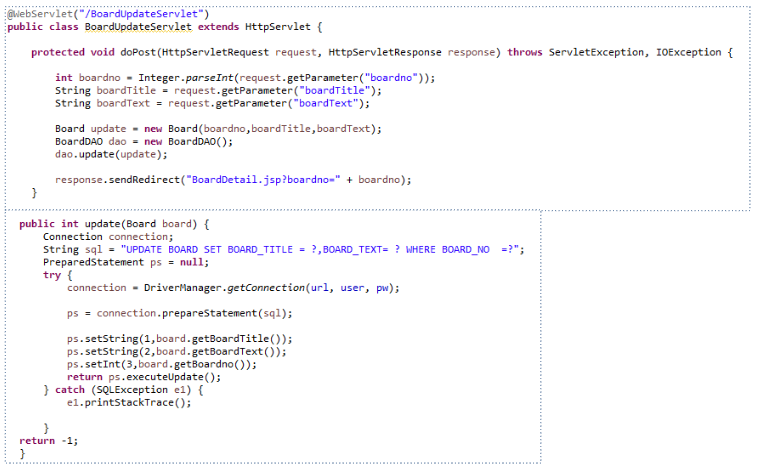 @WebServlet("/BoardUpdateServlet")
public class BoardUpdateServlet extends HttpServlet {
protected void doPost(HttpServletRequest request, HttpServletResponse response) throws ServletException, IOException {
int boardno = Integer.parseInt(request.getParameter("boardno"));
String boardTitle = request.getParameter("boardTitle");
String boardText = request.getParameter("boardText");
Board update = new Board(boardno,boardTitle,boardText);
BoardDAO dao = new BoardDAO();
dao.update(update);
response.sendRedirect("BoardDetail.jsp?boardno=" + boardno);
}
public int update(Board board) {
Connection connection;
String sql = "UPDATE BOARD SET BOARD_TITLE = ?,BOARD_TEXT= ? WHERE BOARD_NO  =?";
PreparedStatement ps = null;
try {
connection = DriverManager.getConnection(url, user, pw);
ps = connection.prepareStatement(sql);
ps.setString(1,board.getBoardTitle());
ps.setString(2,board.getBoardText());
ps.setInt(3,board.getBoardno());
return ps.executeUpdate();
} catch (SQLException e1) {
e1.printStackTrace();
}
return -1;
}